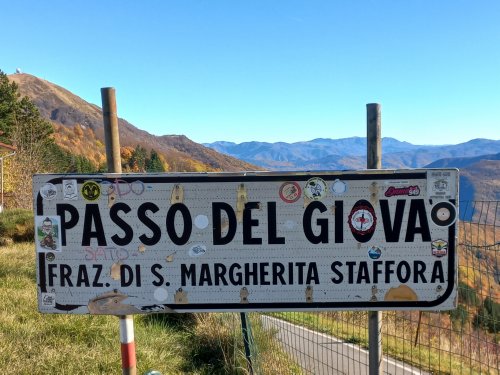 PASSO DEL GIOVA
FRAZ. DI S. MARGHERITA STAFFORA